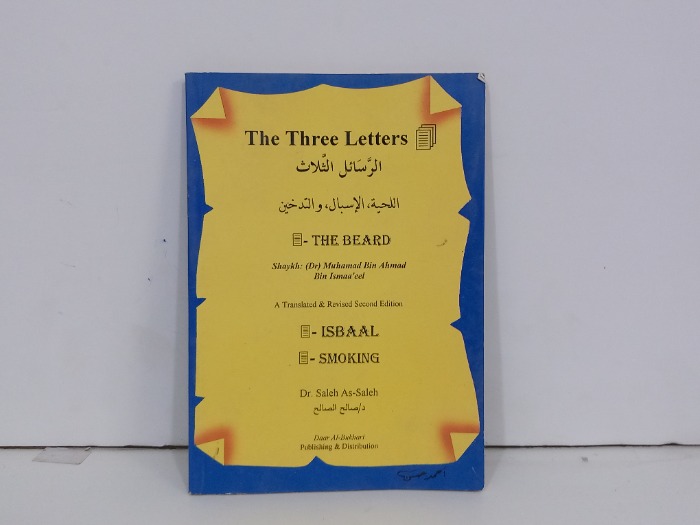 The Three Letters
الرَّسَائل الثُّلاث
اللحية، الإسبال، والتدخين
- THE BEARD
Shaykh: (Dr) Muhamad Bin Ahmad
Bin Ismaa'eel
A Translated & Revised Second Edition
- ISBAAL
- SMOKING
Dr. Saleh As-Saleh
د/صالح الصالح
Daar Al-Bukhari
Publishing & Distribution